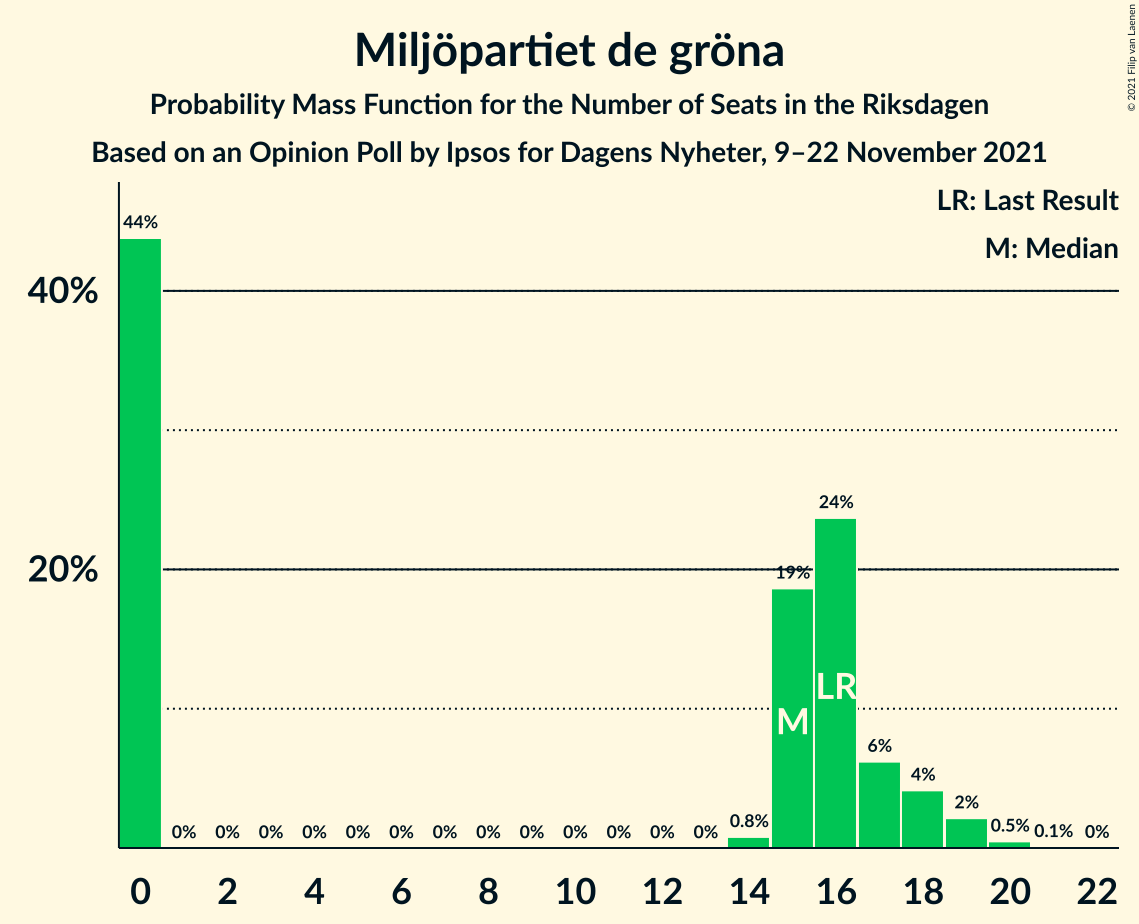 Miljöpartiet de gröna
Probability Mass Function for the Number of Seats in the Riksdagen
Based on an Opinion Poll by Ipsos for Dagens Nyheter, 9–22 November 2021
© 2021 Filip van Laenen
LR: Last Result
M: Median
44%
40%
24%
20%
19%
LR
M
6%
4%
2%
0% 0% 0% 0% 0% 0% 0% 0% 0% 0% 0% 0% 0% 0.8% 0.5% 0.1% 0%
0 2 4 6 8 10 12 14 16 18 20 22